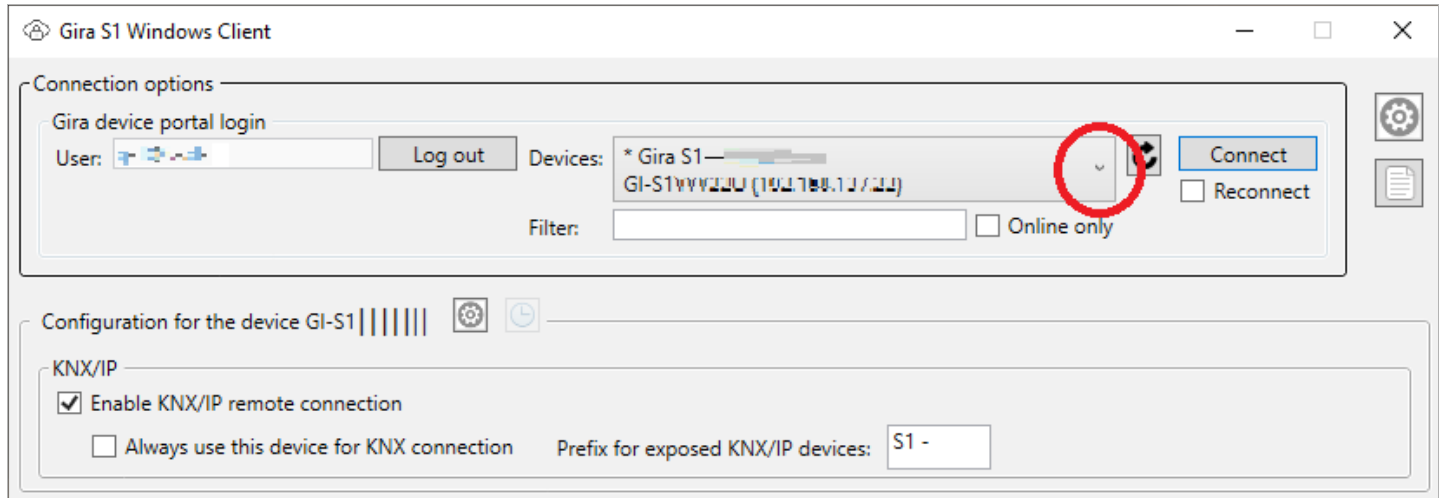 Gira S1 Windows Client
Connection options
Gira device portal login
User:
Log out
Devices:
* Gira S1—
GI-S1
Connect
Reconnect
Filter:
Online only
Configuration for the device GI-S1
KNX/IP
Enable KNX/IP remote connection
Always use this device for KNX connection
Prefix for exposed KNX/IP devices:
S1 -